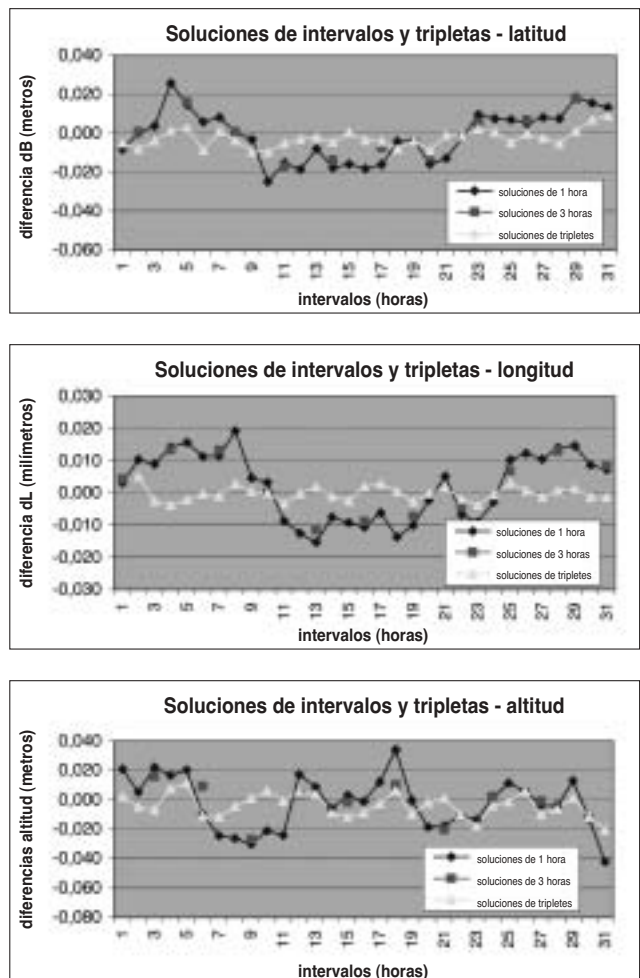 Soluciones de intervalos y tripletas - latitud
diferencia dB (metros)
0,060
0,040
0,020
0,000
-0,020
-0,040
-0,060
1 3 5 7 9 11 13 15 17 19 21 23 25 27 29 31
soluciones de 1 hora
soluciones de 3 horas
soluciones de tripletes
intervalos (horas)
Soluciones de intervalos y tripletas - longitud
diferencia dL (milímetros)
0,030
0,020
0,010
0,000
-0,010
-0,020
-0,030
1 3 5 7 9 11 13 15 17 19 21 23 25 27 29 31
soluciones de 1 hora
soluciones de 3 horas
soluciones de tripletes
intervalos (horas)
Soluciones de intervalos y tripletas - altitud
diferencias altitud (metros)
0,040
0,020
0,000
-0,020
-0,040
-0,060
-0,080
1 3 5 7 9 11 13 15 17 19 21 23 25 27 29 31
soluciones de 1 hora
soluciones de 3 horas
soluciones de tripletes
intervalos (horas)